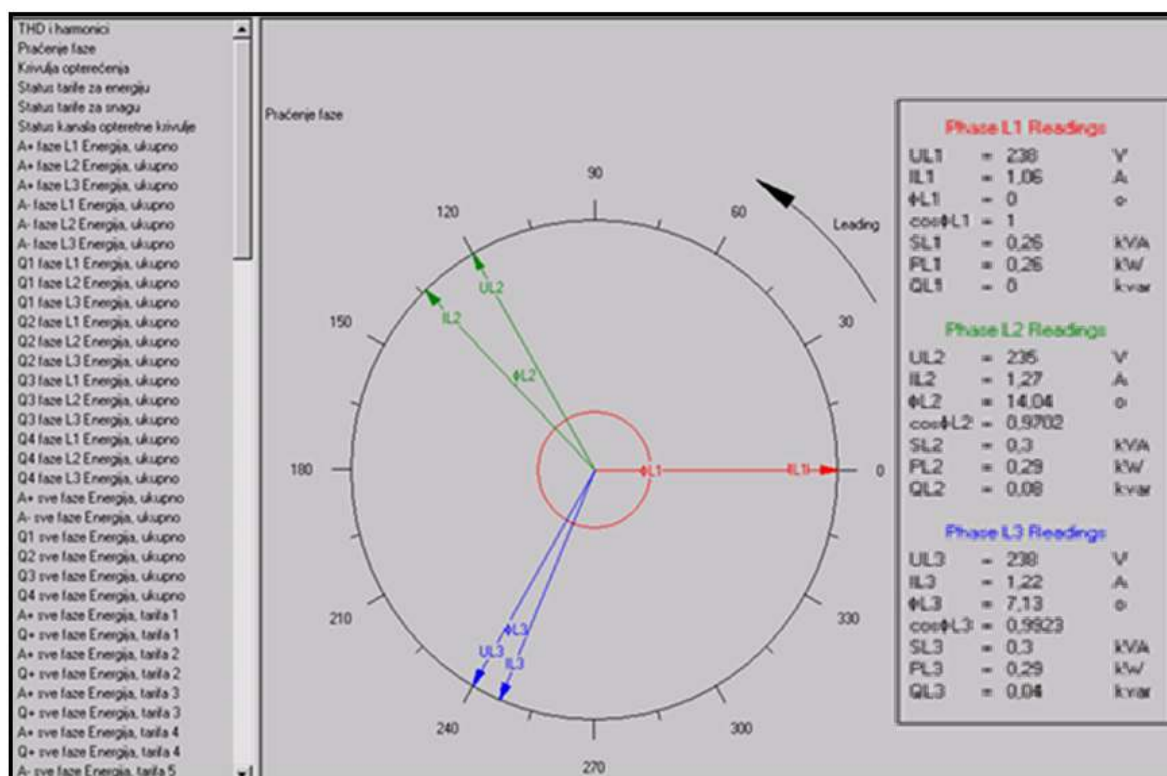 THD i harmonici
Praćenje faze
Krivulja opterećenja
Status tarife za energiju
Status tarife za snagu
Status kanala opteretne krivulje
A+ faze L1 Energija, ukupno
A+ faze L2 Energija, ukupno
A+ faze L3 Energija, ukupno
A- faze L1 Energija, ukupno
A- faze L2 Energija, ukupno
A- faze L3 Energija, ukupno
Q1 faze L1 Energija, ukupno
Q1 faze L2 Energija, ukupno
Q1 faze L3 Energija, ukupno
Q2 faze L1 Energija, ukupno
Q2 faze L2 Energija, ukupno
Q2 faze L3 Energija, ukupno
Q3 faze L1 Energija, ukupno
Q3 faze L2 Energija, ukupno
Q3 faze L3 Energija, ukupno
Q4 faze L1 Energija, ukupno
Q4 faze L2 Energija, ukupno
Q4 faze L3 Energija, ukupno
A+ sve faze Energija, ukupno
A- sve faze Energija, ukupno
Q1 sve faze Energija, ukupno
Q2 sve faze Energija, ukupno
Q3 sve faze Energija, ukupno
Q4 sve faze Energija, ukupno
A+ sve faze Energija, tarifa 1
Q+ sve faze Energija, tarifa 1
A+ sve faze Energija, tarifa 2
Q+ sve faze Energija, tarifa 2
A+ sve faze Energija, tarifa 3
Q+ sve faze Energija, tarifa 3
A+ sve faze Energija, tarifa 4
Q+ sve faze Energija, tarifa 4
A- sve faze Energija, tarifa 5
Praćenje faze
90
120
60
Leading
UL2
IL2
150
30
ϕL2
180
ϕL1
0
ϕL3
UL3
IL3
210
330
240
300
270
Phase L1 Readings
UL1 = 238 V
IL1 = 1,06 A
ϕL1 = 0 o
cosϕL1 = 1
SL1 = 0,26 kVA
PL1 = 0,26 kW
QL1 = 0 kvar
Phase L2 Readings
UL2 = 235 V
IL2 = 1,27 A
ϕL2 = 14,04 o
cosϕL2 = 0,9702
SL2 = 0,3 kVA
PL2 = 0,29 kW
QL2 = 0,08 kvar
Phase L3 Readings
UL3 = 238 V
IL3 = 1,22 A
ϕL3 = 7,13 o
cosϕL3 = 0,9923
SL3 = 0,3 kVA
PL3 = 0,29 kW
QL3 = 0,04 kvar